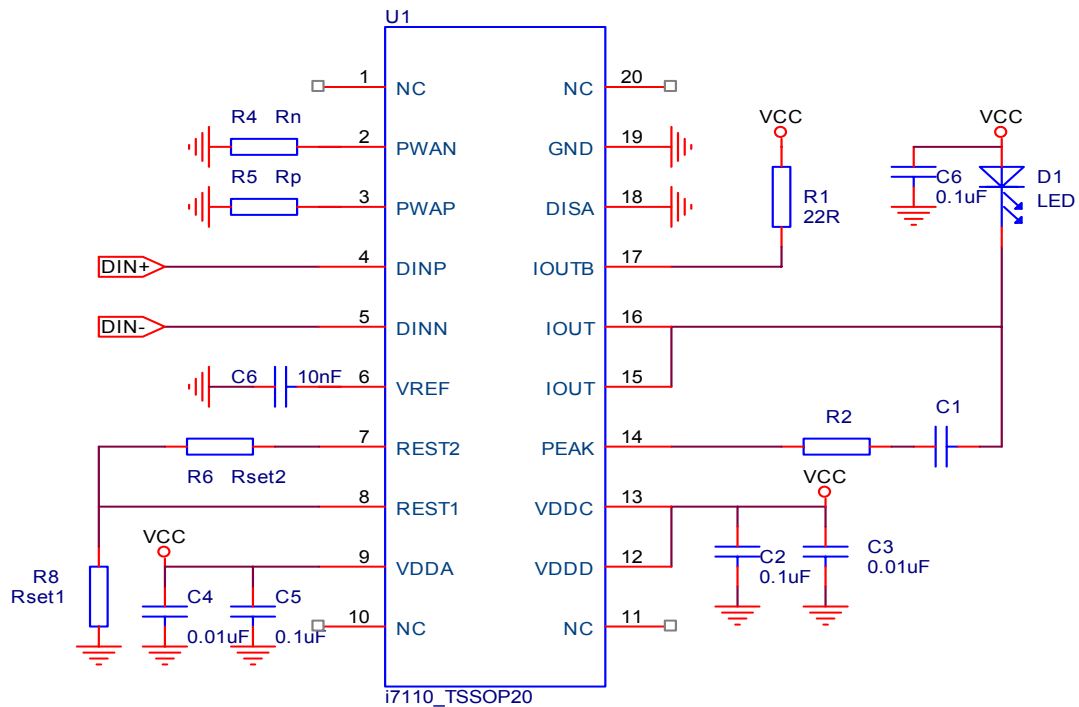 U1
1 NC
NC 20
R4 Rn
2 PWAN
GND 19
R5 Rp
3 PWAP
DISA 18
DIN+
4 DINP
IOUTB 17
DIN-
5 DINN
IOUT 16
C6 10nF 6 VREF
IOUT 15
7 REST2
R6 Rset2
PEAK 14
R2
C1
8 REST1
VDDC 13
VCC
9 VDDA
VDDD 12
R8
Rset1
VCC
C4
0.01uF
C5
0.1uF
10 NC
NC 11
C2
0.1uF
C3
0.01uF
VCC
R1
22R
VCC
C6
0.1uF
D1
LED
i7110_TSSOP20